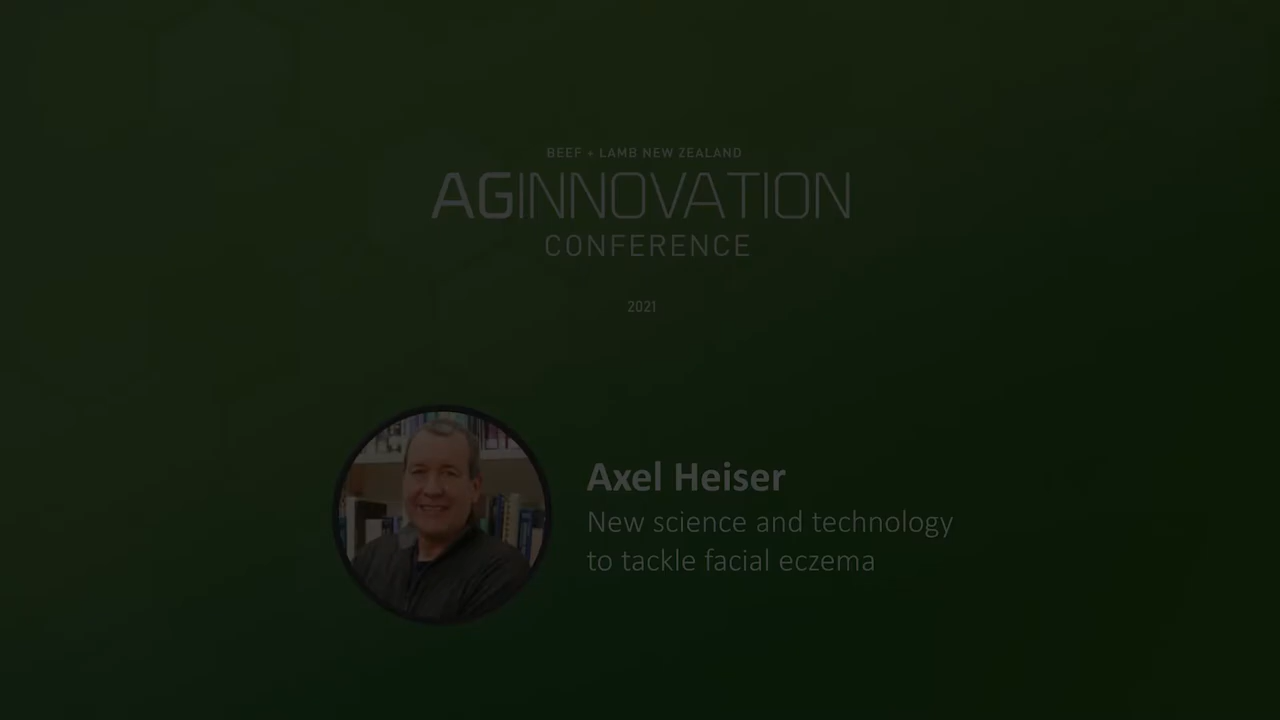 BEEF + LAMB NEW ZEALAND
AGINNOVATION
CONFERENCE
2021
Axel Heiser
New science and technology
to tackle facial eczema